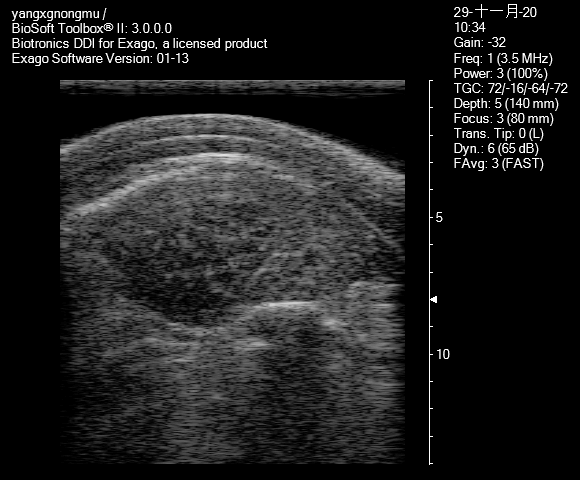 yangxgnongmu /
BioSoft Toolbox® II: 3.0.0.0
Biotronics DDI for Exago, a licensed product
Exago Software Version: 01-13
29-十一月-20
10:34
Gain: -32
Freq: 1 (3.5 MHz)
Power: 3 (100%)
TGC: 72/-16/-64/-72
Depth: 5 (140 mm)
Focus: 3 (80 mm)
Trans. Tip: 0 (L)
Dyn.: 6 (65 dB)
FAvg: 3 (FAST)
5
10